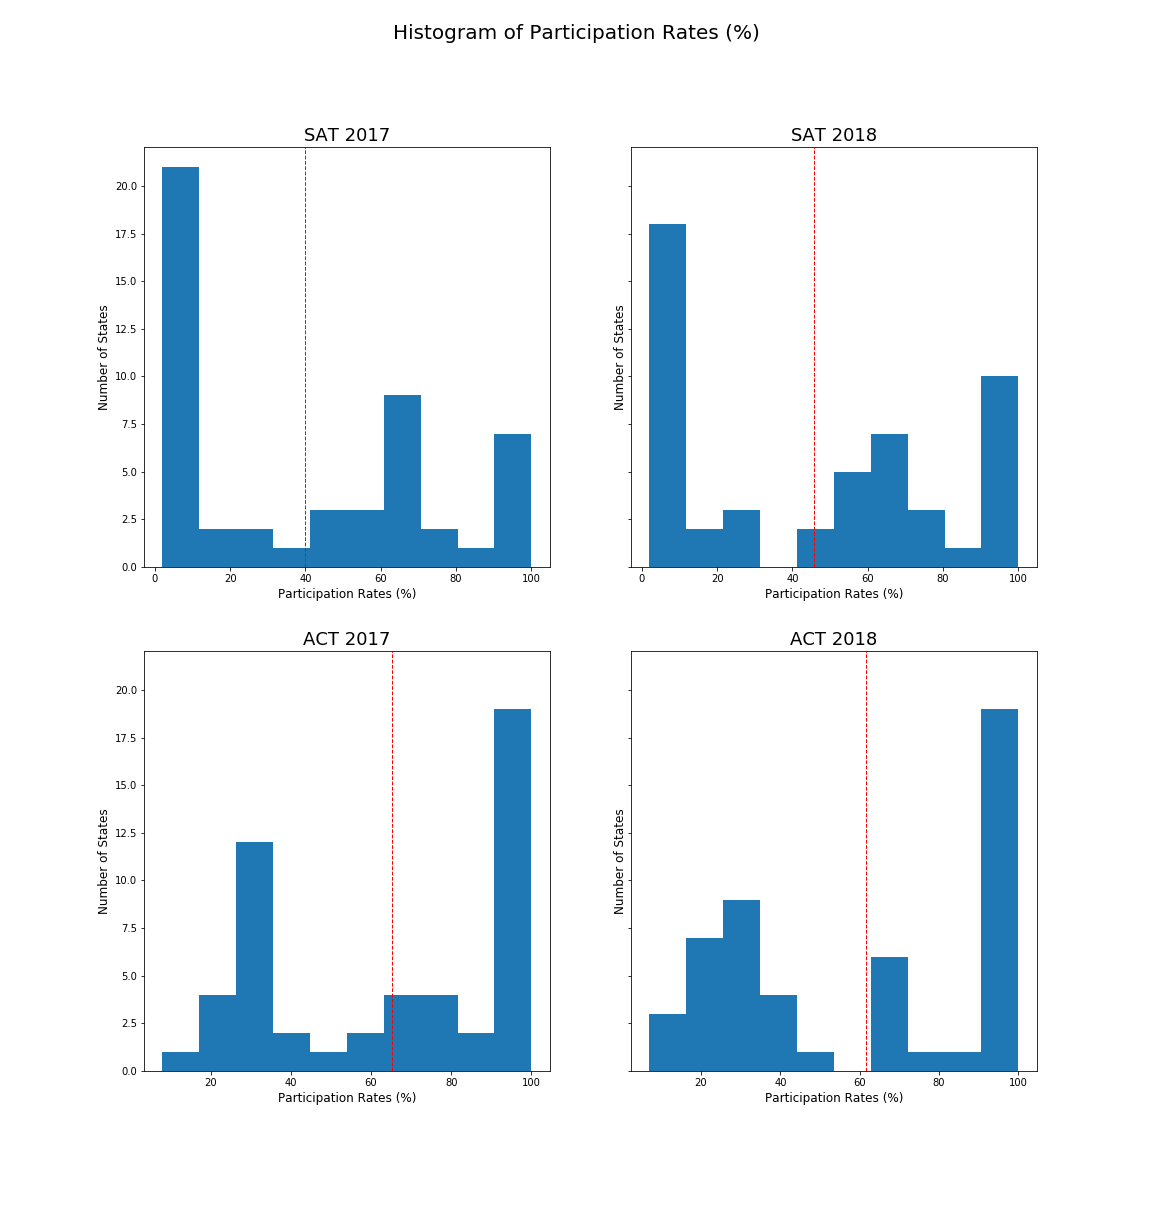 Histogram of Participation Rates (%)
SAT 2017
20.0
17.5
15.0
12.5
10.0
7.5
5.0
2.5
0.0
Number of States
0 20 40 60 80 100
Participation Rates (%)
SAT 2018
Number of States
0 20 40 60 80 100
Participation Rates (%)
ACT 2017
20.0
17.5
15.0
12.5
10.0
7.5
5.0
2.5
0.0
Number of States
20 40 60 80 100
Participation Rates (%)
ACT 2018
Number of States
20 40 60 80 100
Participation Rates (%)